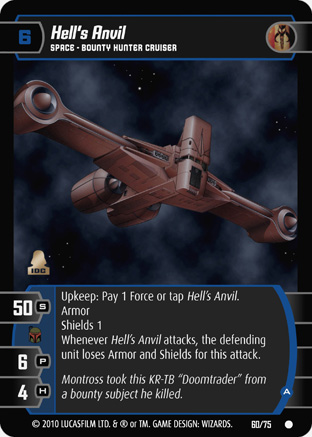 6
Hell's Anvil
SPACE - BOUNTY HUNTER CRUISER
IDC
50 S
6 P
4 H
Upkeep: Pay 1 Force or tap Hell's Anvil.
Armor
Shields 1
Whenever Hell's Anvil attacks, the defending
unit loses Armor and Shields for this attack.
Montross took this KR-TB "Doomtrader" from
a bounty subject he killed.
A
© 2010 LUCASFILM LTD. & ® or TM. GAME DESIGN: WIZARDS.
60/75